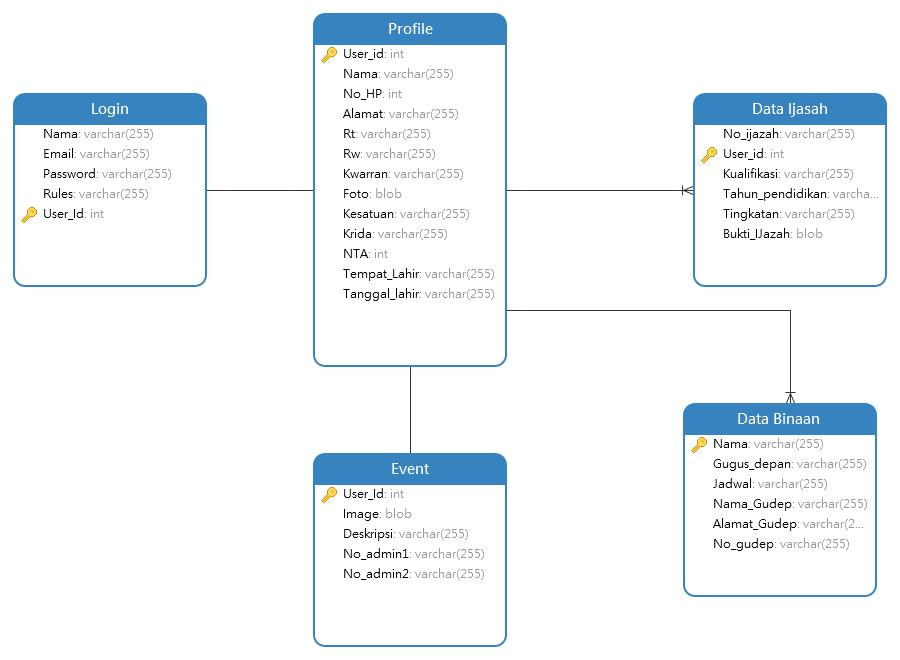 Profile
User_id: int
Nama: varchar(255)
No_HP: int
Alamat: varchar(255)
Rt: varchar(255)
Rw: varchar(255)
Kwarran: varchar(255)
Foto: blob
Kesatuan: varchar(255)
Krida: varchar(255)
NTA: int
Tempat_Lahir: varchar(255)
Tanggal_lahir: varchar(255)
Login
Nama: varchar(255)
Email: varchar(255)
Password: varchar(255)
Rules: varchar(255)
User_Id: int
Data Ijasah
No_ijazah: varchar(255)
User_id: int
Kualifikasi: varchar(255)
Tahun_pendidikan: varcha...
Tingkatan: varchar(255)
Bukti_IJazah: blob
Event
User_Id: int
Image: blob
Deskripsi: varchar(255)
No_admin1: varchar(255)
No_admin2: varchar(255)
Data Binaan
Nama: varchar(255)
Gugus_depan: varchar(255)
Jadwal: varchar(255)
Nama_Gudep: varchar(255)
Alamat_Gudep: varchar(2...
No_gudep: varchar(255)